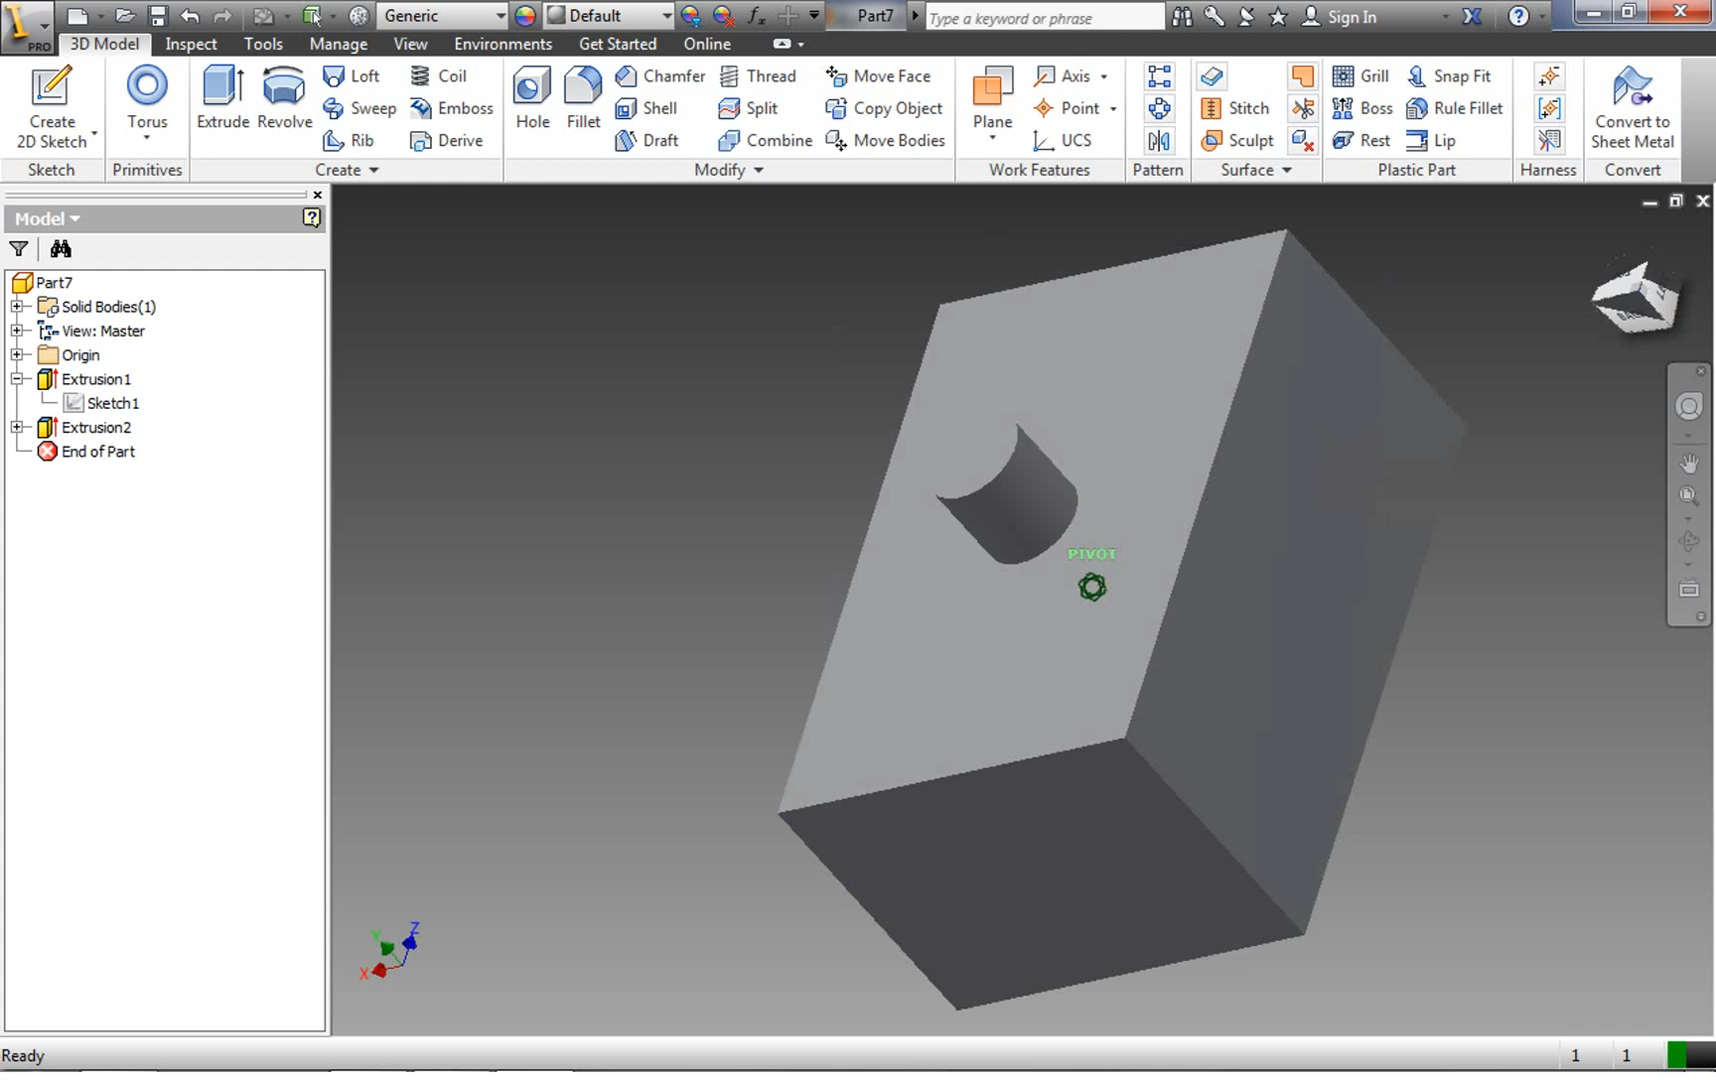 PRO
Generic
Default
fx
Part7
Type a keyword or phrase
Sign In
3D Model
Inspect
Tools
Manage
View
Environments
Get Started
Online
Create
2D Sketch
Torus
Extrude
Revolve
Loft
Sweep
Rib
Coil
Emboss
Derive
Hole
Fillet
Chamfer
Shell
Draft
Thread
Split
Combine
Move Face
Copy Object
Move Bodies
Plane
Axis
Point
UCS
Stitch
Sculpt
Grill
Boss
Rest
Snap Fit
Rule Fillet
Lip
Convert to
Sheet Metal
Sketch
Primitives
Create
Modify
Work Features
Pattern
Surface
Plastic Part
Harness
Convert
Model
Part7
Solid Bodies(1)
View: Master
Origin
Extrusion1
Sketch1
Extrusion2
End of Part
PIVOT
Y
Z
X
Ready
1
1